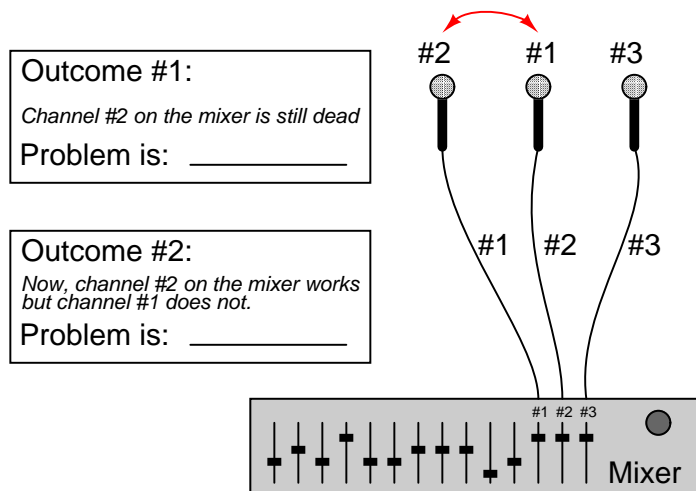 #2 #1 #3
Outcome #1:
Channel #2 on the mixer is still dead
Problem is: ____________
#1 #2 #3
Outcome #2:
Now, channel #2 on the mixer works
but channel #1 does not.
Problem is: ____________
#1 #2 #3
Mixer